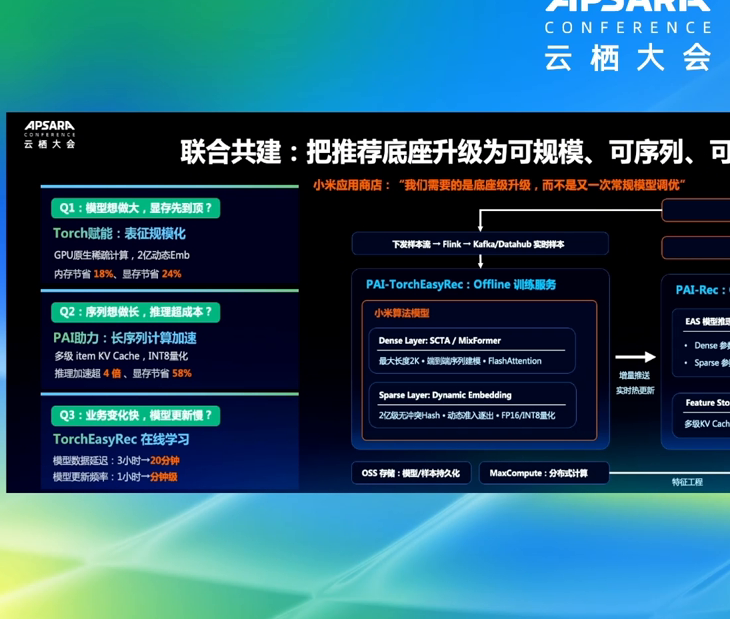 APSARA
CONFERENCE
云栖大会
APSARA
CONFERENCE
云栖大会
联合共建：把推荐底座升级为可规模、可序列、可
小米应用商店：“我们需要的是底座级升级，而不是又一次常规模型调优”
Q1：模型想做大，显存先到顶？
Torch赋能：表征规模化
GPU原生稀疏计算，2亿动态Emb
内存节省 18%、显存节省 24%
Q2：序列想做长，推理超成本？
PAI助力：长序列计算加速
多级 item KV Cache，INT8量化
推理加速超 4 倍 、显存节省 58%
Q3：业务变化快，模型更新慢？
TorchEasyRec 在线学习
模型数据延迟：3小时→20分钟
模型更新频率：1小时→分钟级
下发样本流 → Flink → Kafka/Datahub 实时样本
PAI-TorchEasyRec：Offline 训练服务
小米算法模型
Dense Layer: SCTA / MixFormer
最大长度2K • 端到端序列建模 • FlashAttention
Sparse Layer: Dynamic Embedding
2亿级无冲突Hash • 动态准入逐出 • FP16/INT8量化
OSS 存储：模型/样本持久化
MaxCompute：分布式计算
增量推送
实时热更新
PAI-Rec：
EAS 模型推理
• Dense 参
• Sparse 参
Feature Sto
多级KV Cach
特征工程